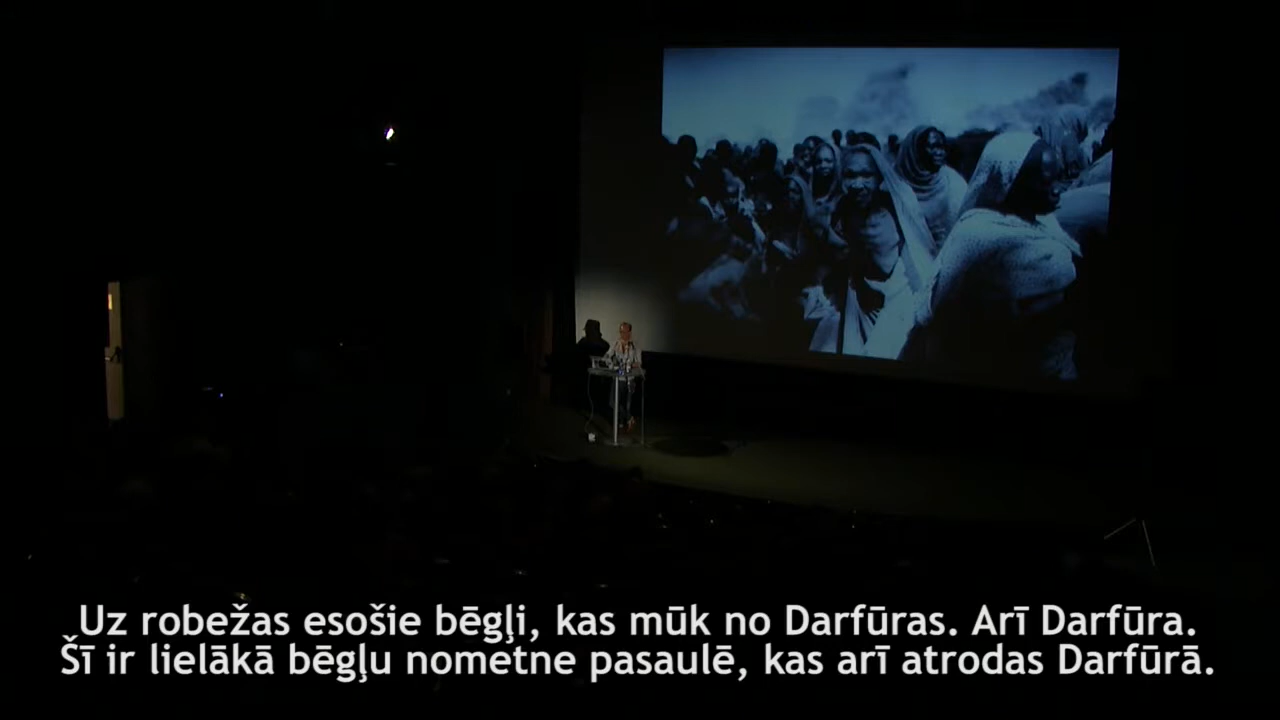 Uz robežas esošie bēgļi, kas mūk no Darfūras. Arī Darfūra.
Šī ir lielākā bēgļu nometne pasaulē, kas arī atrodas Darfūrā.